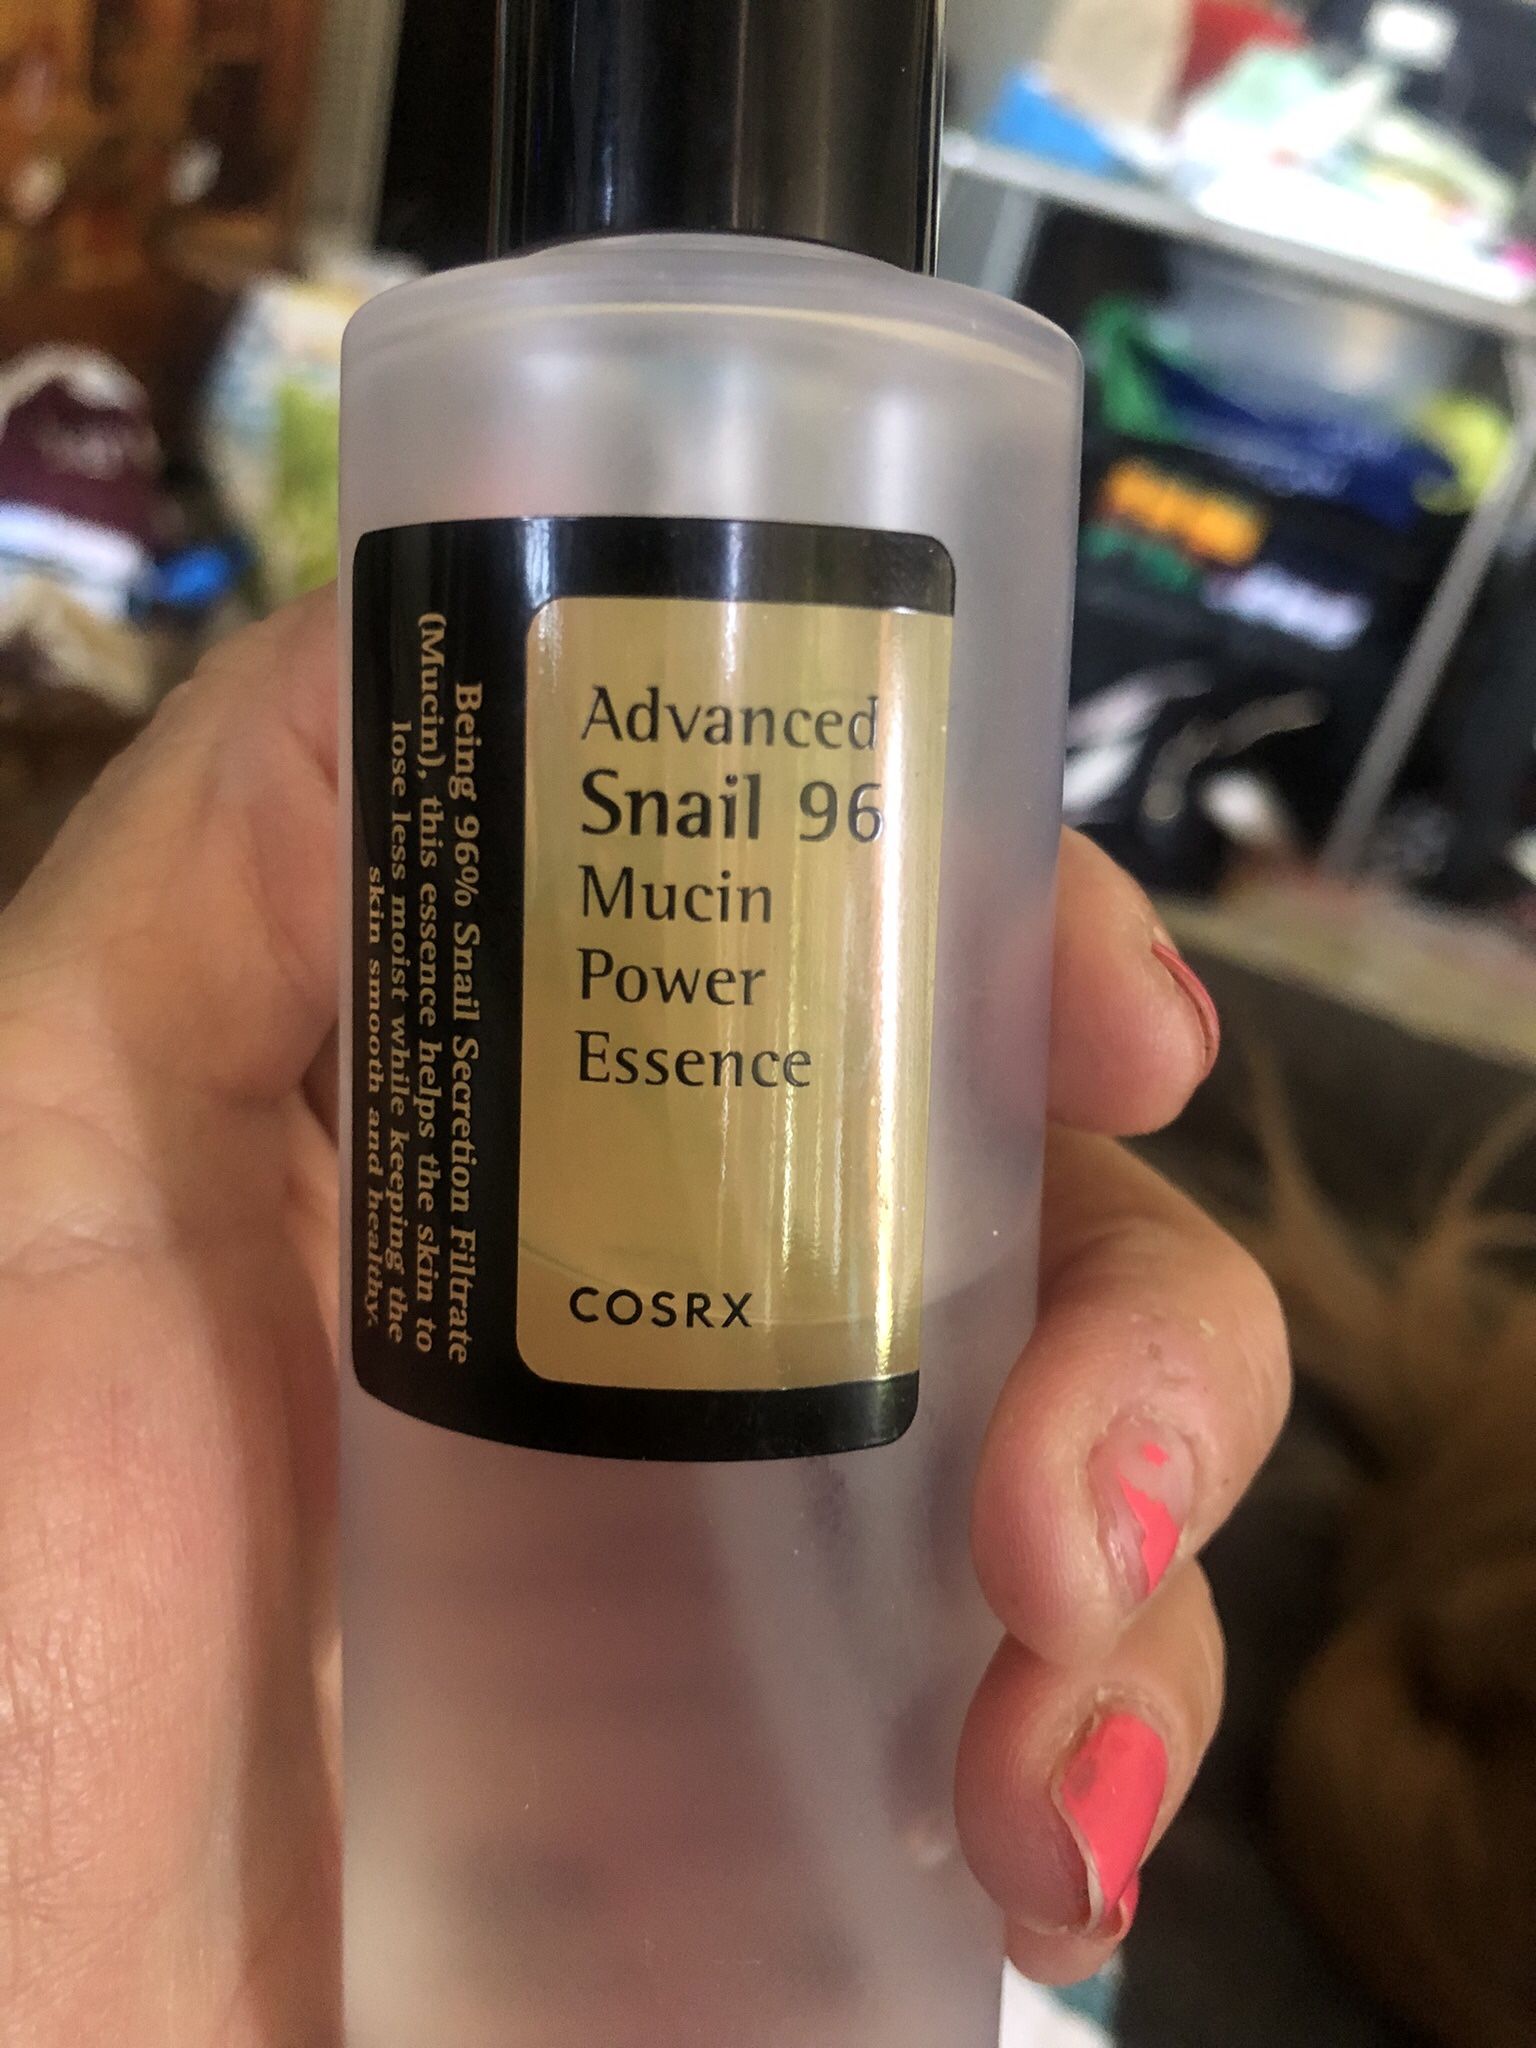 Advanced
Snail 96
Mucin
Power
Essence
COSRX
Being 96% Snail Secretion Filtrate
(Mucin), this essence helps the skin to
lose less moist while keeping the
skin smooth and healthy.